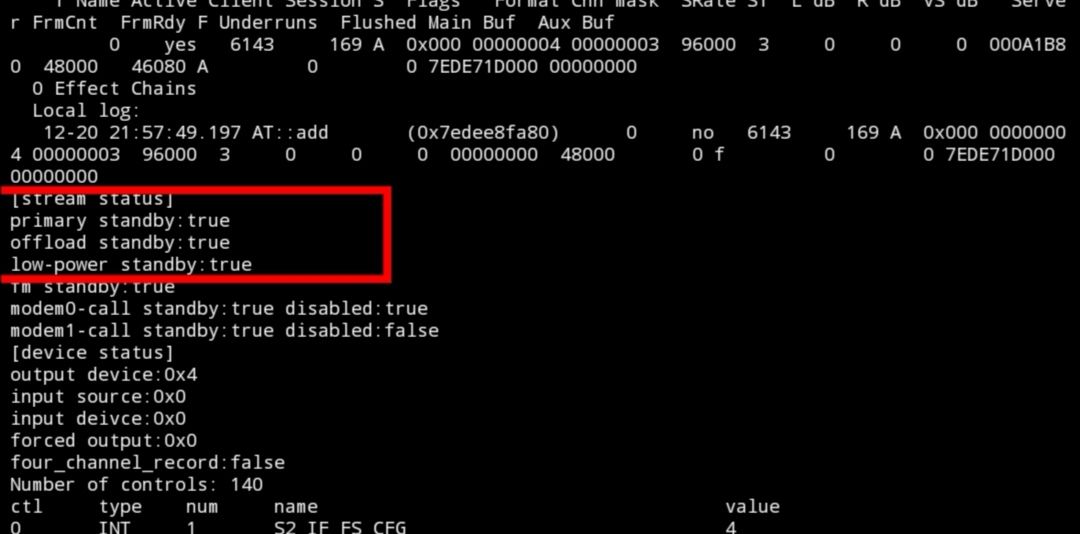 T Name Active Client Session S  Flags   Format Chn mask  SRate ST  L dB  R dB  VS dB   Serve
r FrmCnt  FrmRdy F Underruns  Flushed Main Buf  Aux Buf
0    yes   6143     169 A  0x000 00000004 00000003  96000  3     0     0     0  000A1B8
0  48000   46080 A         0        0 7EDE71D000 00000000
0 Effect Chains
Local log:
12-20 21:57:49.197 AT::add       (0x7edee8fa80)      0     no   6143     169 A  0x000 0000000
4 00000003  96000  3     0     0     0  00000000  48000       0 f         0        0 7EDE71D000
00000000
[stream status]
primary standby:true
offload standby:true
low-power standby:true
fm standby:true
modem0-call standby:true disabled:true
modem1-call standby:true disabled:false
[device status]
output device:0x4
input source:0x0
input deivce:0x0
forced output:0x0
four_channel_record:false
Number of controls: 140
ctl     type    num     name                                     value
0       INT     1       S2 IF FS CFG                             4